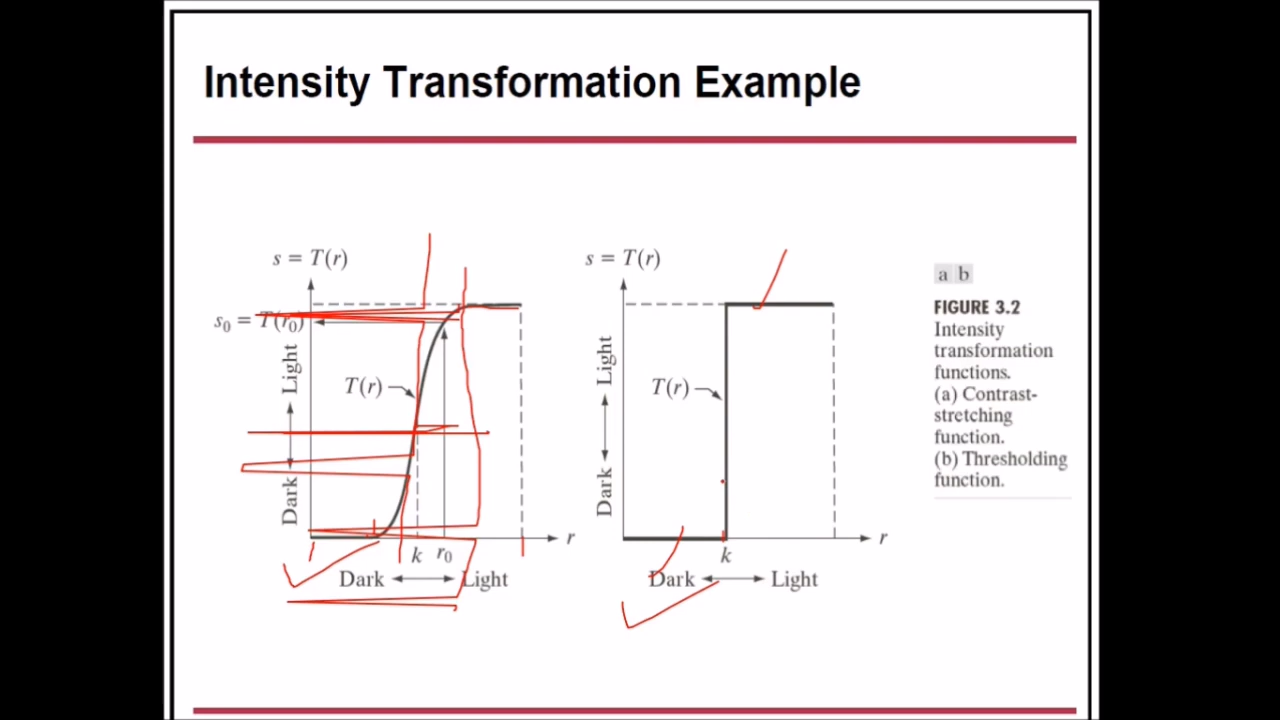 Intensity Transformation Example
s = T(r)
s₀ = T(r₀)
Light
Dark
T(r)
k r₀
r
Dark Light
s = T(r)
Light
Dark
T(r)
k
r
Dark Light
a b
FIGURE 3.2
Intensity
transformation
functions.
(a) Contrast-
stretching
function.
(b) Thresholding
function.